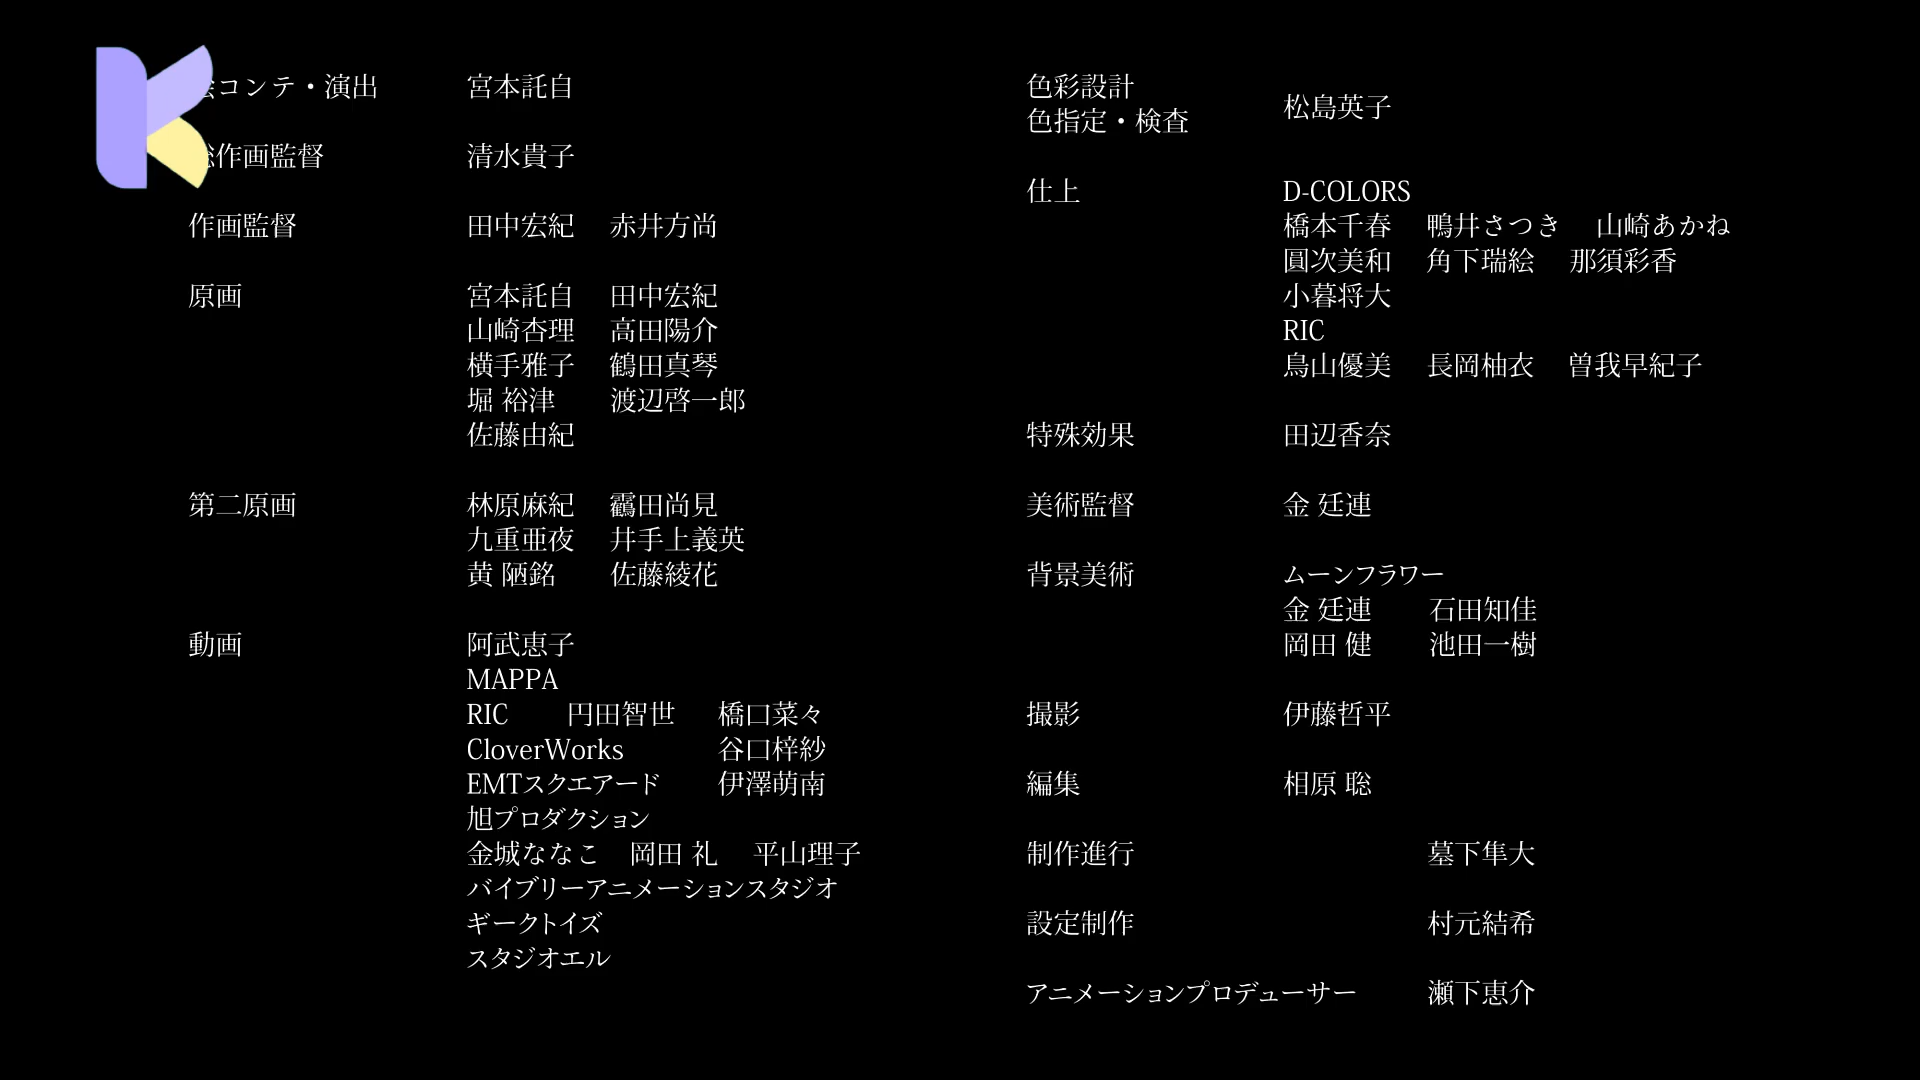 コンテ・演出 宮本託自
作画監督 清水貴子
作画監督 田中宏紀 赤井方尚
原画 宮本託自 田中宏紀
山崎杏理 高田陽介
横手雅子 鶴田真琴
堀 裕津 渡辺啓一郎
佐藤由紀
第二原画 林原麻紀 靍田尚見
九重亜夜 井手上義英
黄 陋銘 佐藤綾花
動画 阿武恵子
MAPPA
RIC 円田智世 橋口菜々
CloverWorks 谷口梓紗
EMTスクエアード 伊澤萌南
旭プロダクション
金城ななこ 岡田 礼 平山理子
バイブリーアニメーションスタジオ
ギークトイズ
スタジオエル
色彩設計
色指定・検査 松島英子
仕上 D-COLORS
橋本千春 鴨井さつき 山崎あかね
圓次美和 角下瑞絵 那須彩香
小暮将大
RIC
鳥山優美 長岡柚衣 曽我早紀子
特殊効果 田辺香奈
美術監督 金 廷連
背景美術 ムーンフラワー
金 廷連 石田知佳
岡田 健 池田一樹
撮影 伊藤哲平
編集 相原 聡
制作進行 墓下隼大
設定制作 村元結希
アニメーションプロデューサー 瀬下恵介